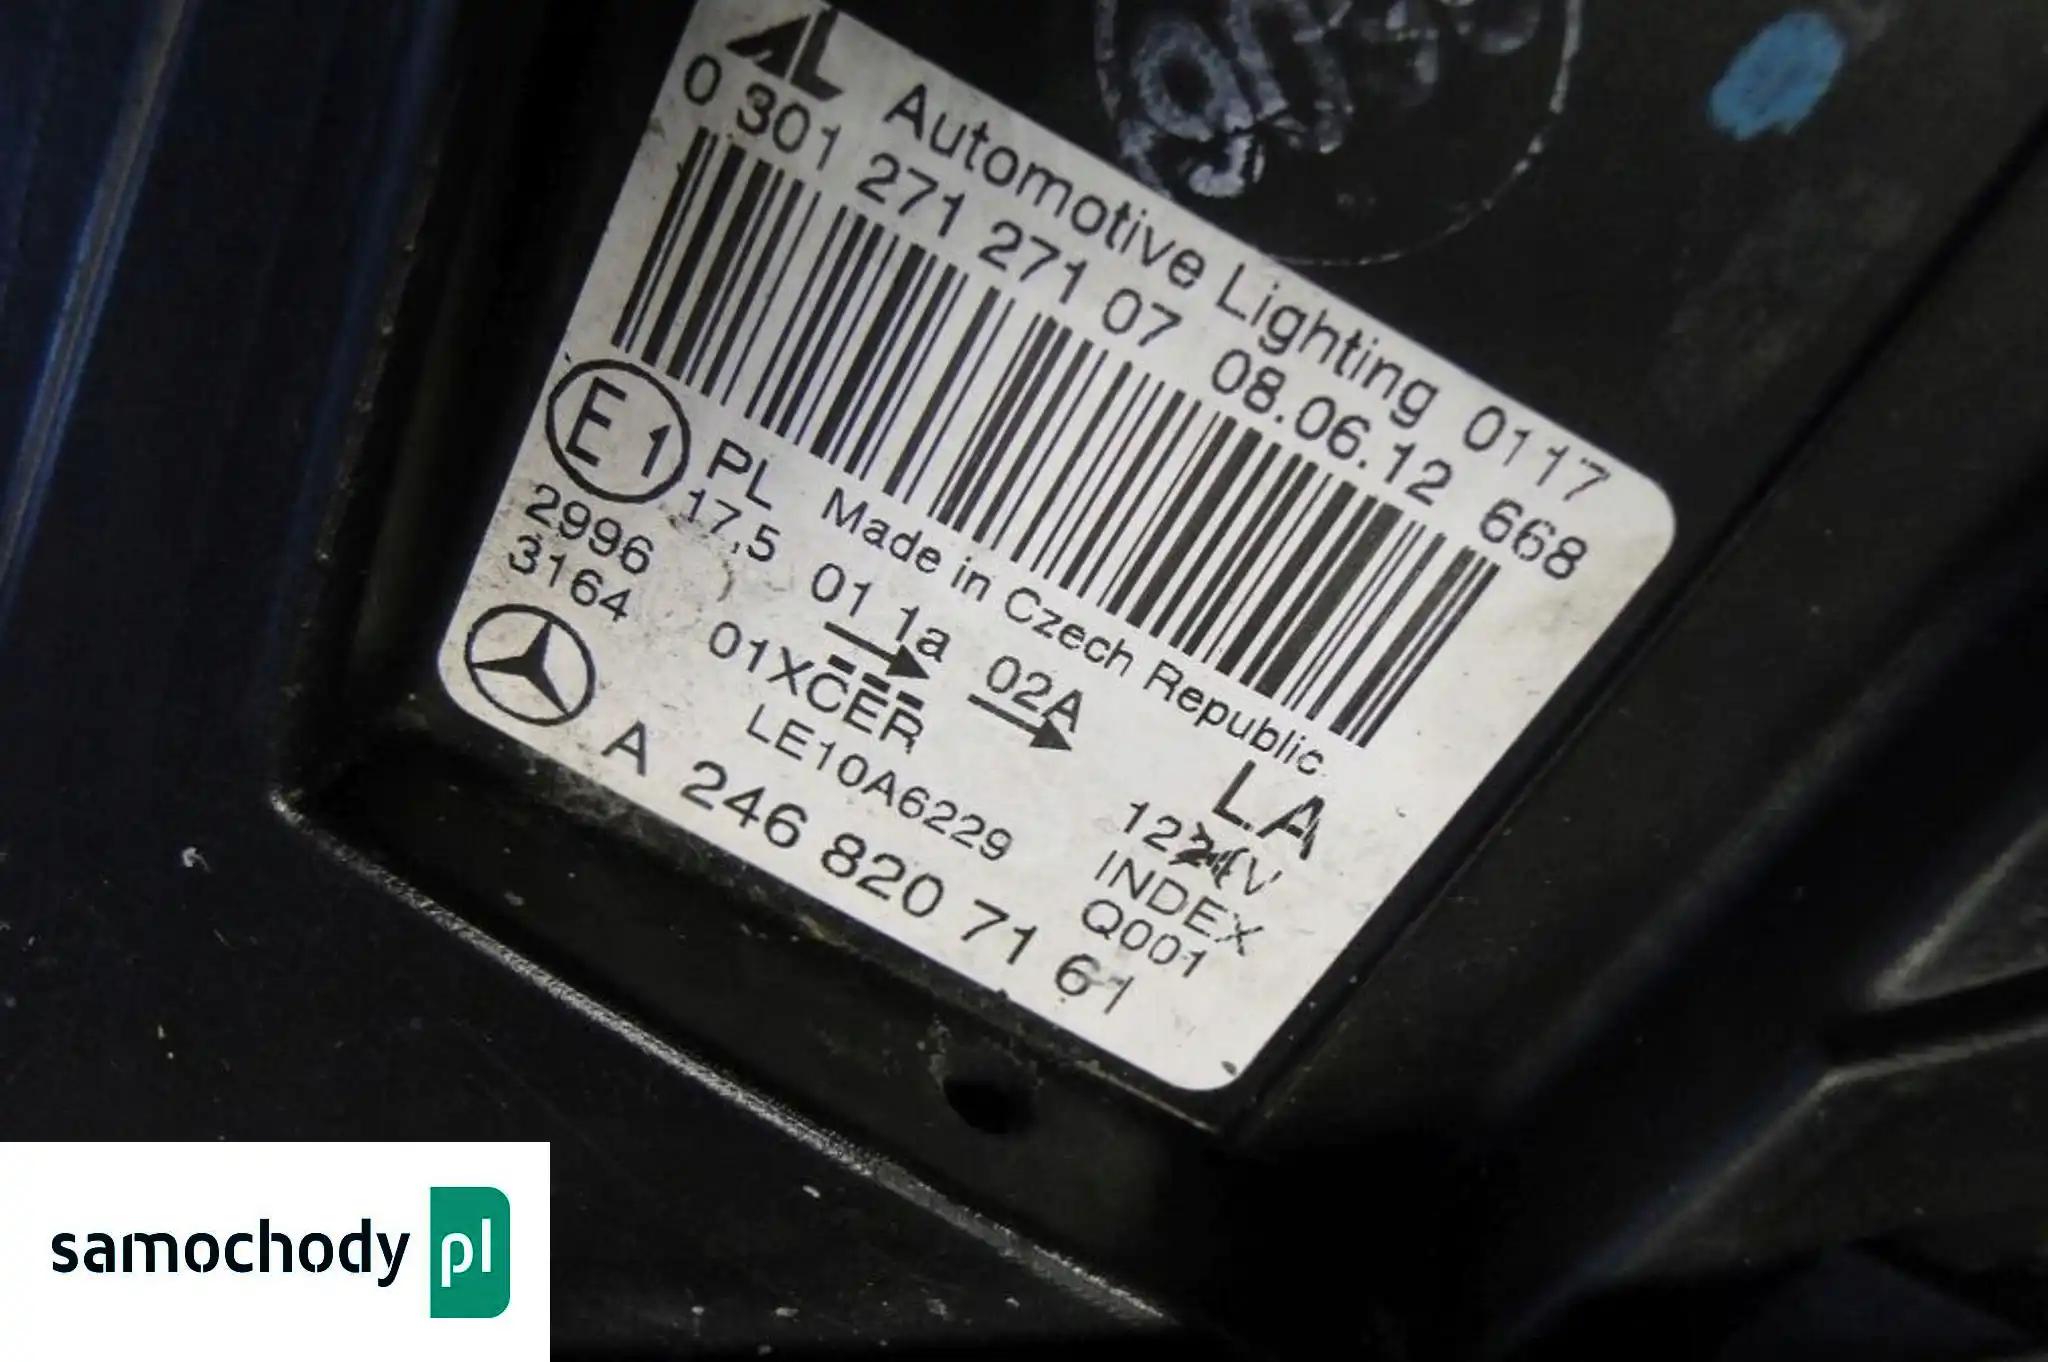 AL Automotive Lighting 0117
0 301 271 271 07 08.06.12 668
E1 PL Made in Czech Republic
2996 17,5 01 1a 02A LA
3164 01XCER 12 V
LE10A6229 INDEX
Q001
A 246 820 71 61
samochody pl